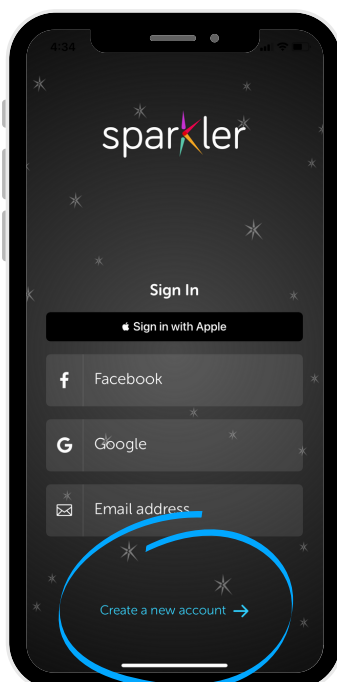 4:34
sparkler
Sign In
Sign in with Apple
Facebook
Google
Email address
Create a new account →